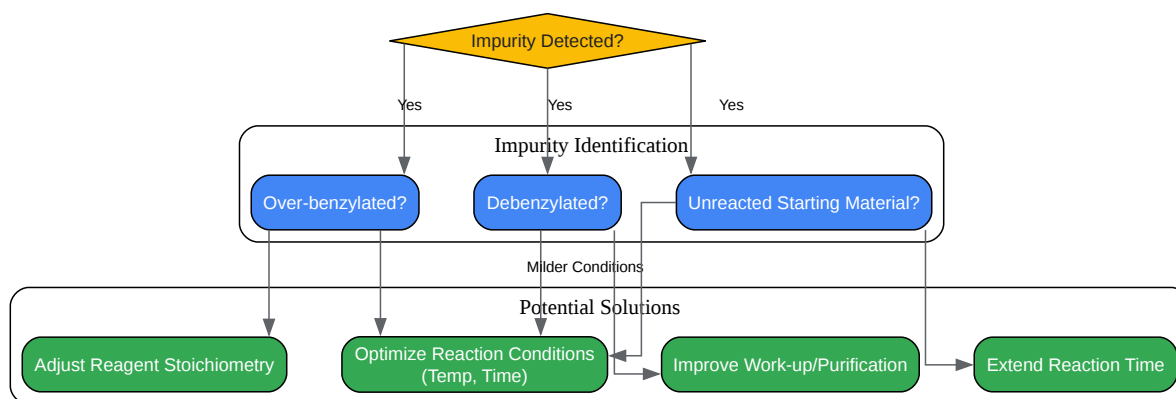 Impurity Detected?
Yes
Yes
Yes
Impurity Identification
Over-benzylated?
Debenzylated?
Unreacted Starting Material?
Milder Conditions
Potential Solutions
Adjust Reagent Stoichiometry
Optimize Reaction Conditions
(Temp, Time)
Improve Work-up/Purification
Extend Reaction Time